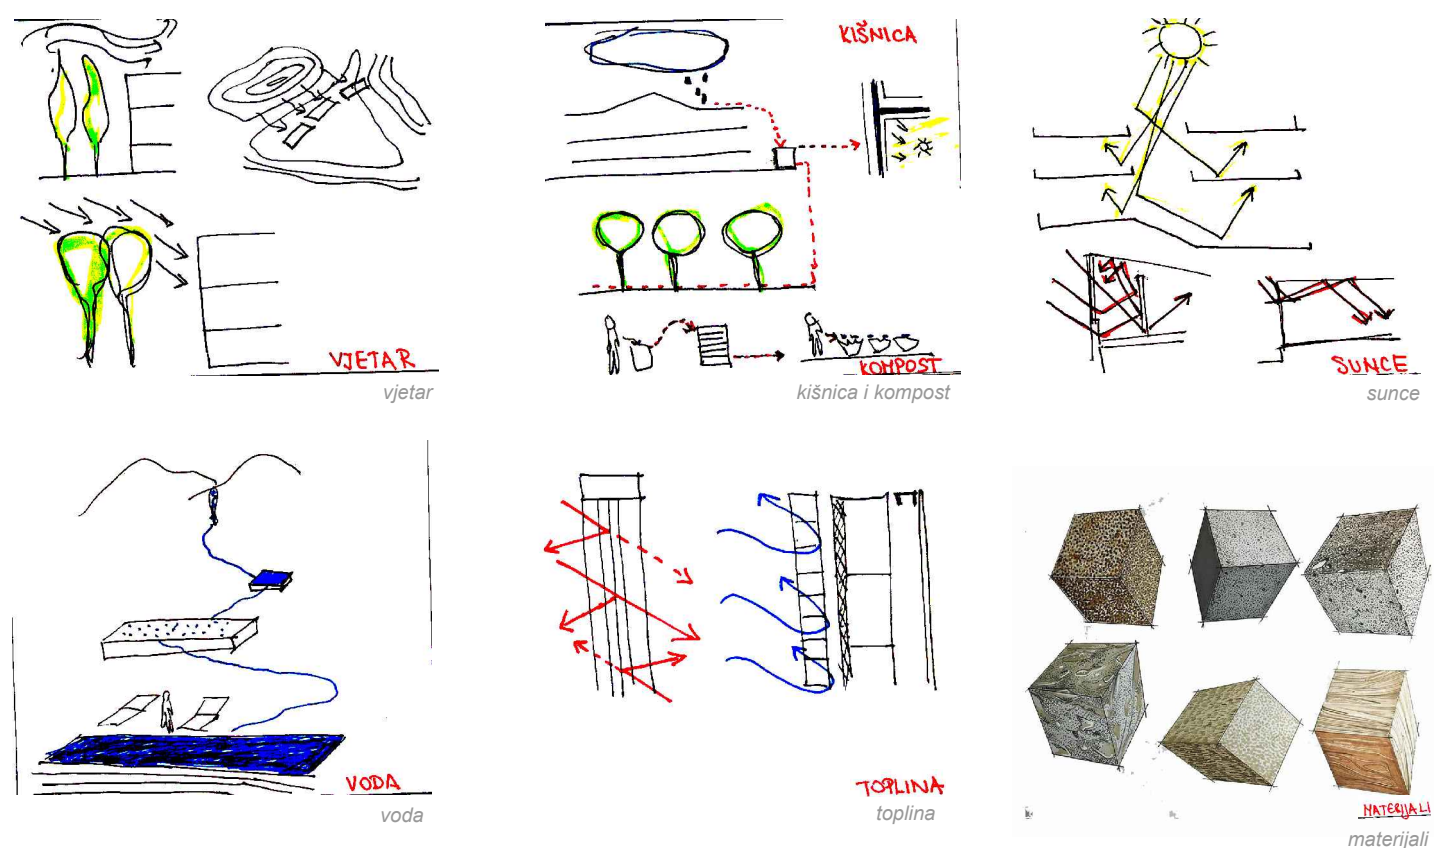 KIŠNICA
VJETAR
vjetar
KOMPOST
kišnica i kompost
SUNCE
sunce
VODA
voda
TOPLINA
toplina
MATERIJALI
materijali